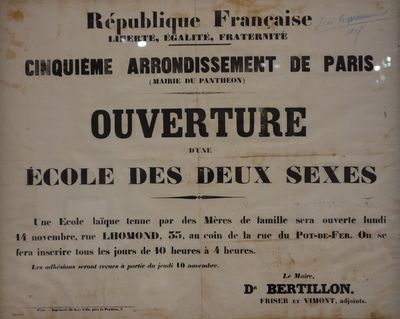 République Française
LIBERTÉ, ÉGALITÉ, FRATERNITÉ
CINQUIÈME ARRONDISSEMENT DE PARIS
(MAIRIE DU PANTHÉON)
OUVERTURE
D'UNE
ÉCOLE DES DEUX SEXES
Une Ecole laïque tenue par des Mères de famille sera ouverte lundi
14 novembre, rue LHOMOND, 55, au coin de la rue du POT-DE-FER. On se
fera inscrire tous les jours de 10 heures à 4 heures.
Les adhésions seront reçues à partir du jeudi 10 novembre.
Le Maire,
Dr BERTILLON.
FRISER ET VIMONT, adjoints.